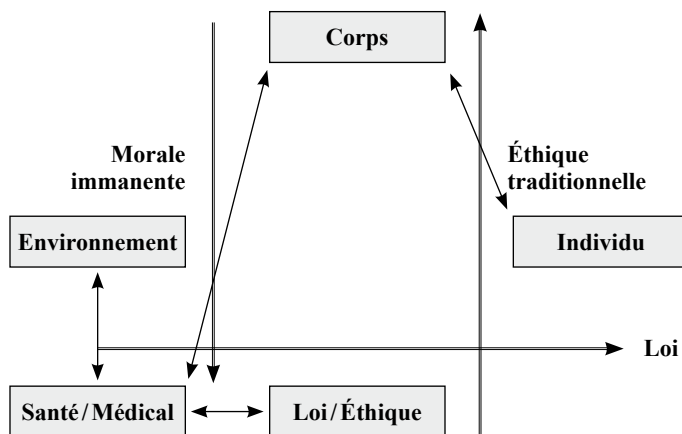 Corps
Morale
immanente
Éthique
traditionnelle
Environnement
Individu
Loi
Santé/Médical
Loi/Éthique